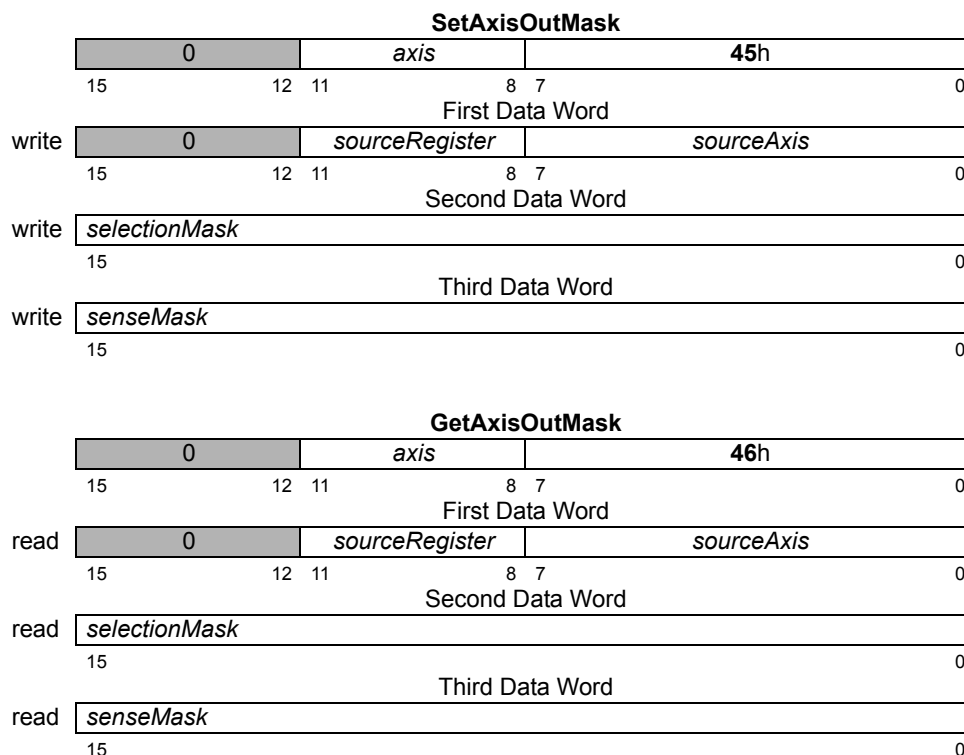 SetAxisOutMask
0 axis 45h
15 12 11 8 7 0
First Data Word
write 0 sourceRegister sourceAxis
15 12 11 8 7 0
Second Data Word
write selectionMask
15 0
Third Data Word
write senseMask
15 0
GetAxisOutMask
0 axis 46h
15 12 11 8 7 0
First Data Word
read 0 sourceRegister sourceAxis
15 12 11 8 7 0
Second Data Word
read selectionMask
15 0
Third Data Word
read senseMask
15 0